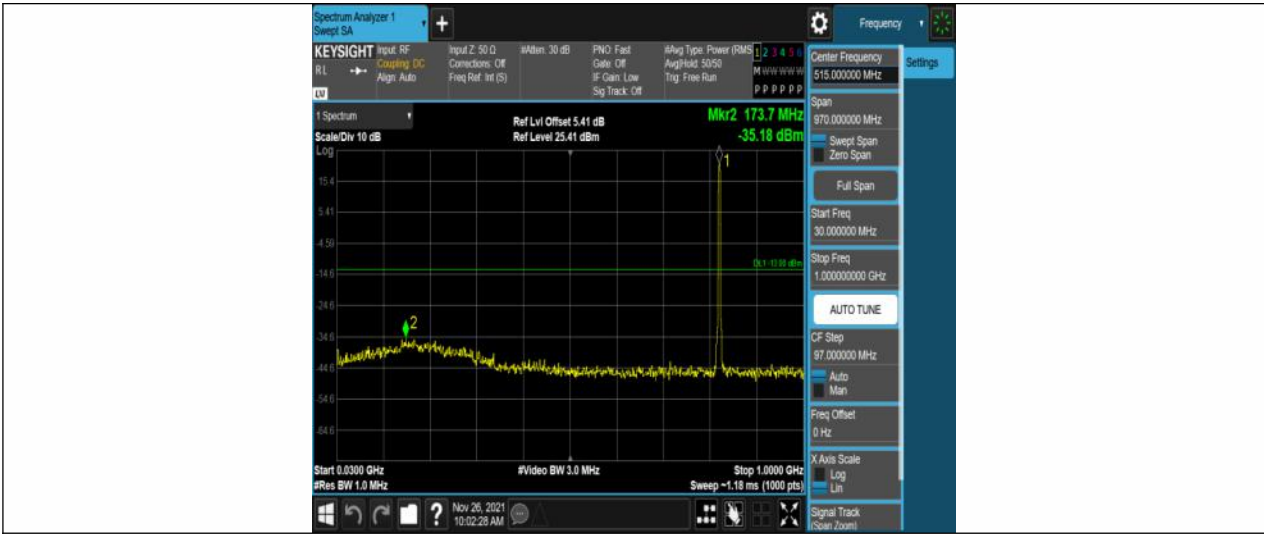 Spectrum Analyzer 1
Swept SA
+
Frequency
KEYSIGHT
Input: RF
Coupling: DC
Align: Auto
Input Z: 50 Ω
Corrections: Off
Freq Ref: Int (S)
#Atten: 30 dB
PNO: Fast
Gate: Off
IF Gain: Low
Sig Track: Off
#Avg Type: Power (RMS
Avg|Hold: 50/50
Trig: Free Run
1 2 3 4 5 6
M W W W W W
P P P P P P
RL
LV
1 Spectrum
Scale/Div 10 dB
Log
Ref Lvl Offset 5.41 dB
Ref Level 25.41 dBm
Mkr2 173.7 MHz
-35.18 dBm
15.4
5.41
-4.59
-14.6
-24.6
-34.6
-44.6
-54.6
-64.6
1
2
DL1 -13.00 dBm
Start 0.0300 GHz
#Res BW 1.0 MHz
#Video BW 3.0 MHz
Stop 1.0000 GHz
Sweep ~1.18 ms (1000 pts)
?
Nov 26, 2021
10:02:28 AM
Center Frequency
515.000000 MHz
Settings
Span
970.000000 MHz
Swept Span
Zero Span
Full Span
Start Freq
30.000000 MHz
Stop Freq
1.000000000 GHz
AUTO TUNE
CF Step
97.000000 MHz
Auto
Man
Freq Offset
0 Hz
X Axis Scale
Log
Lin
Signal Track
(Span Zoom)